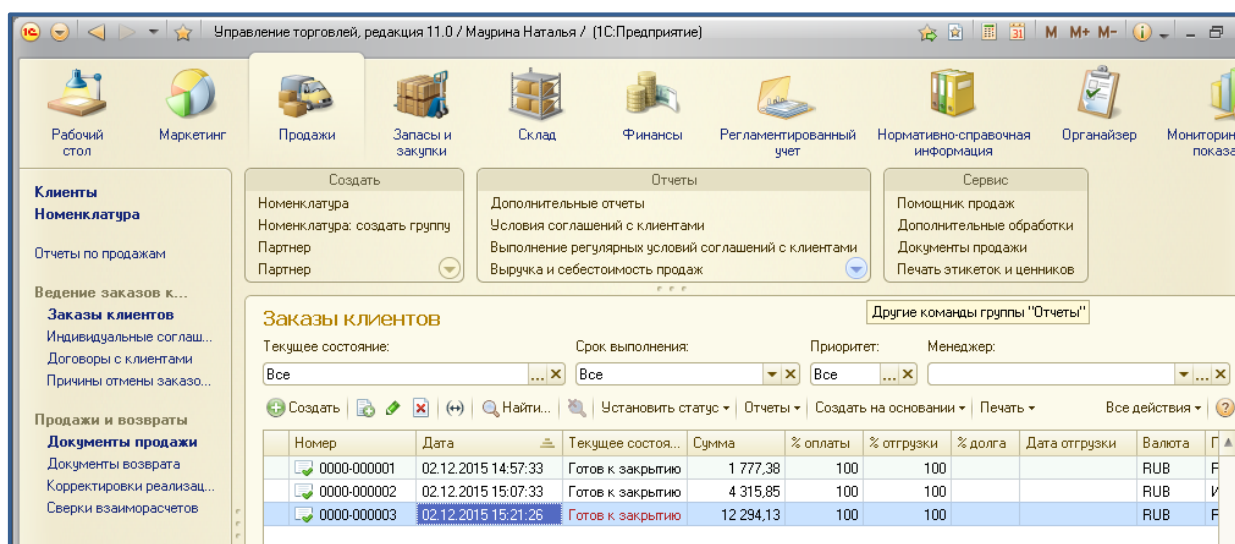 Управление торговлей, редакция 11.0 / Маурина Наталья / (1С:Предприятие)
M M+ M-
Рабочий стол
Маркетинг
Продажи
Запасы и закупки
Склад
Финансы
Регламентированный учет
Нормативно-справочная информация
Органайзер
Клиенты
Номенклатура
Отчеты по продажам
Ведение заказов к...
Заказы клиентов
Индивидуальные соглаш...
Договоры с клиентами
Причины отмены заказо...
Продажи и возвраты
Документы продажи
Документы возврата
Корректировки реализац...
Сверки взаиморасчетов
Создать
Номенклатура
Номенклатура: создать группу
Партнер
Партнер
Отчеты
Дополнительные отчеты
Условия соглашений с клиентами
Выполнение регулярных условий соглашений с клиентами
Выручка и себестоимость продаж
Сервис
Помощник продаж
Дополнительные обработки
Документы продажи
Печать этикеток и ценников
Другие команды группы "Отчеты"
Заказы клиентов
Текущее состояние: Срок выполнения: Приоритет: Менеджер:
Все ... Все Все ... ...
Создать Найти... Установить статус Отчеты Создать на основании Печать Все действия
Номер Дата Текущее состоя... Сумма % оплаты % отгрузки % долга Дата отгрузки Валюта
0000-000001 02.12.2015 14:57:33 Готов к закрытию 1 777,38 100 100 RUB
0000-000002 02.12.2015 15:07:33 Готов к закрытию 4 315,85 100 100 RUB
0000-000003 02.12.2015 15:21:26 Готов к закрытию 12 294,13 100 100 RUB